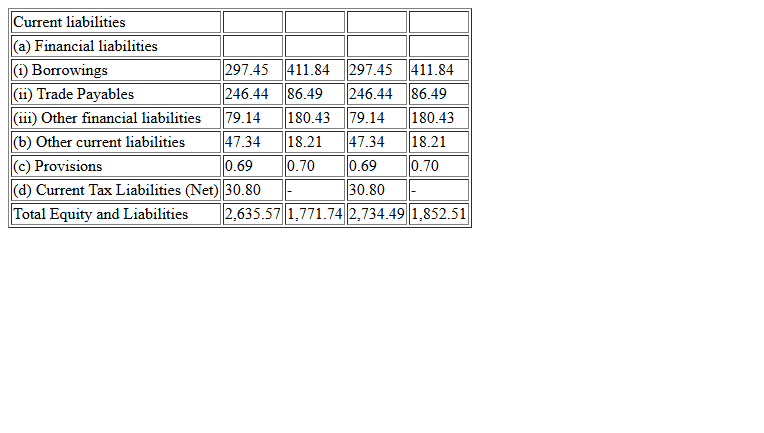 Current liabilities
(a) Financial liabilities
(i) Borrowings 297.45 411.84 297.45 411.84
(ii) Trade Payables 246.44 86.49 246.44 86.49
(iii) Other financial liabilities 79.14 180.43 79.14 180.43
(b) Other current liabilities 47.34 18.21 47.34 18.21
(c) Provisions 0.69 0.70 0.69 0.70
(d) Current Tax Liabilities (Net) 30.80 - 30.80 -
Total Equity and Liabilities 2,635.57 1,771.74 2,734.49 1,852.51